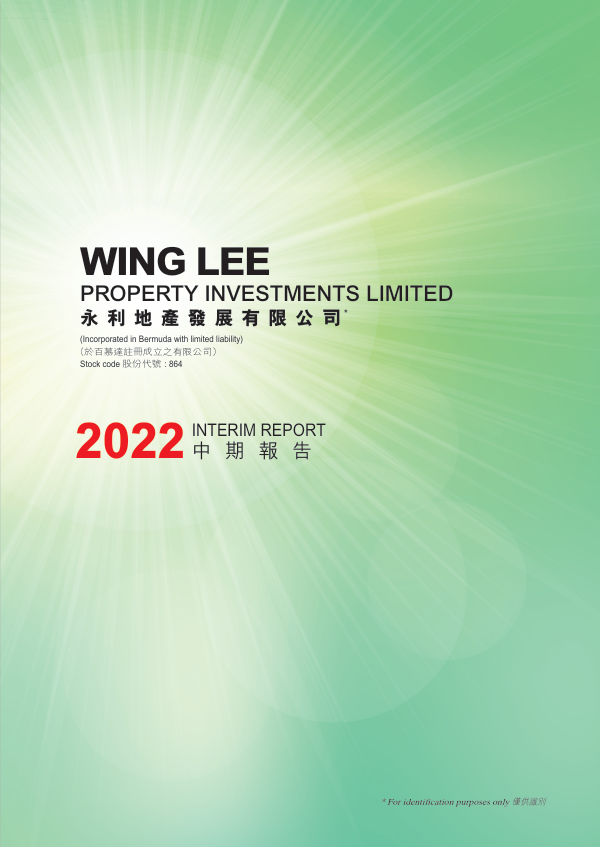 WING LEE
PROPERTY INVESTMENTS LIMITED
永利地產發展有限公司*
(Incorporated in Bermuda with limited liability)
(於百慕達註冊成立之有限公司)
Stock code 股份代號 : 864
2022 INTERIM REPORT
中期報告
* For identification purposes only 僅供識別